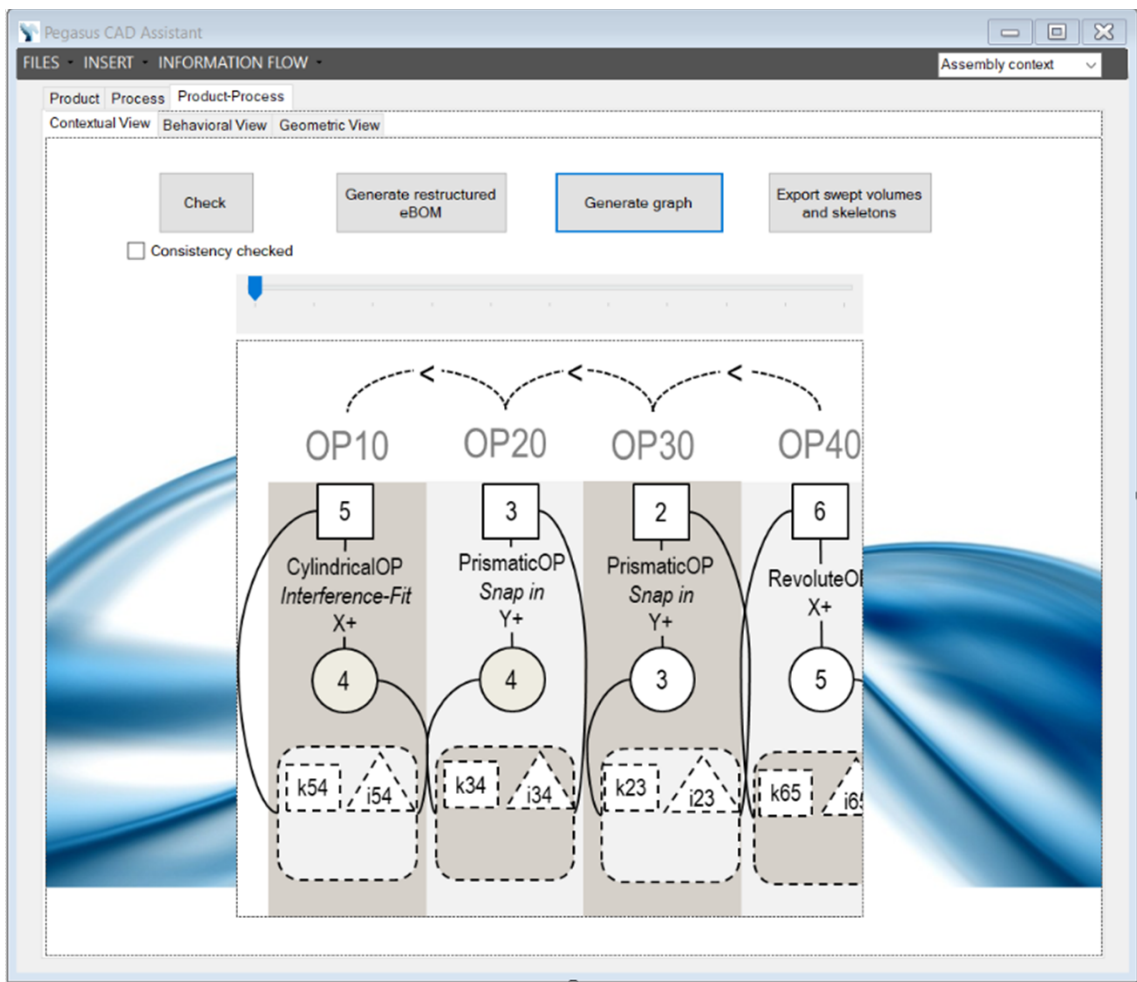 Pegasus CAD Assistant
FILES INSERT INFORMATION FLOW Assembly context
Product Process Product-Process
Contextual View Behavioral View Geometric View
Check
Generate restructured
eBOM
Generate graph
Export swept volumes
and skeletons
Consistency checked
< < <
OP10 OP20 OP30 OP40
5 3 2 6
CylindricalOP
Interference-Fit
X+
PrismaticOP
Snap in
Y+
PrismaticOP
Snap in
Y+
RevoluteO
X+
4 4 3 5
k54 i54 k34 i34 k23 i23 k65 i65